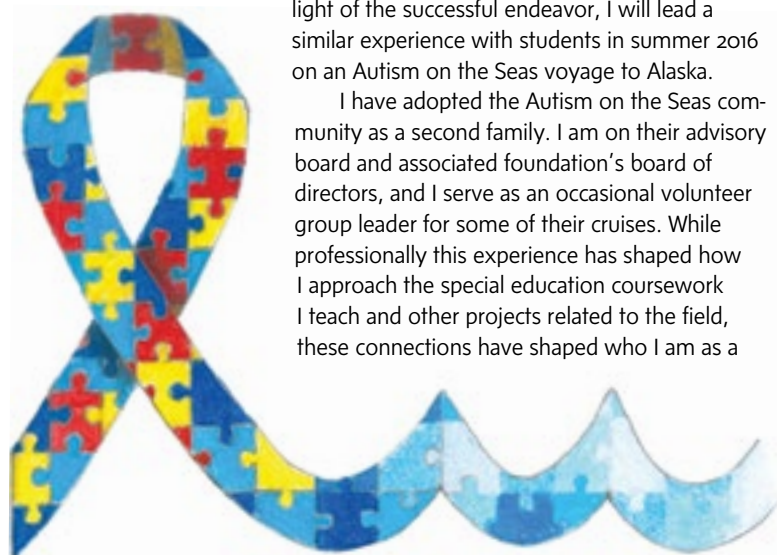 light of the successful endeavor, I will lead a
similar experience with students in summer 2016
on an Autism on the Seas voyage to Alaska.
I have adopted the Autism on the Seas com-
munity as a second family. I am on their advisory
board and associated foundation's board of
directors, and I serve as an occasional volunteer
group leader for some of their cruises. While
professionally this experience has shaped how
I approach the special education coursework
I teach and other projects related to the field,
these connections have shaped who I am as a